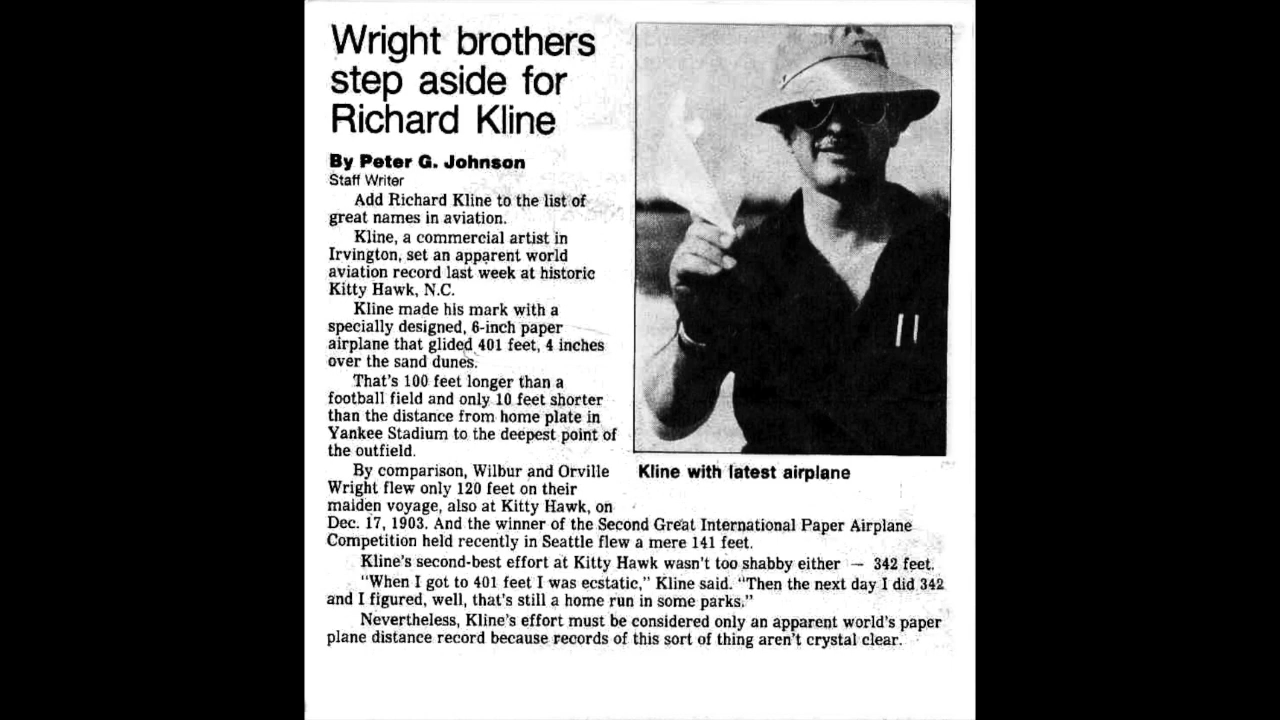 Wright brothers
step aside for
Richard Kline
By Peter G. Johnson
Staff Writer
Add Richard Kline to the list of
great names in aviation.
Kline, a commercial artist in
Irvington, set an apparent world
aviation record last week at historic
Kitty Hawk, N.C.
Kline made his mark with a
specially designed, 6-inch paper
airplane that glided 401 feet, 4 inches
over the sand dunes.
That's 100 feet longer than a
football field and only 10 feet shorter
than the distance from home plate in
Yankee Stadium to the deepest point of
the outfield.
By comparison, Wilbur and Orville
Wright flew only 120 feet on their
maiden voyage, also at Kitty Hawk, on
Dec. 17, 1903. And the winner of the Second Great International Paper Airplane
Competition held recently in Seattle flew a mere 141 feet.
Kline's second-best effort at Kitty Hawk wasn't too shabby either — 342 feet.
"When I got to 401 feet I was ecstatic," Kline said. "Then the next day I did 342
and I figured, well, that's still a home run in some parks."
Nevertheless, Kline's effort must be considered only an apparent world's paper
plane distance record because records of this sort of thing aren't crystal clear.
Kline with latest airplane